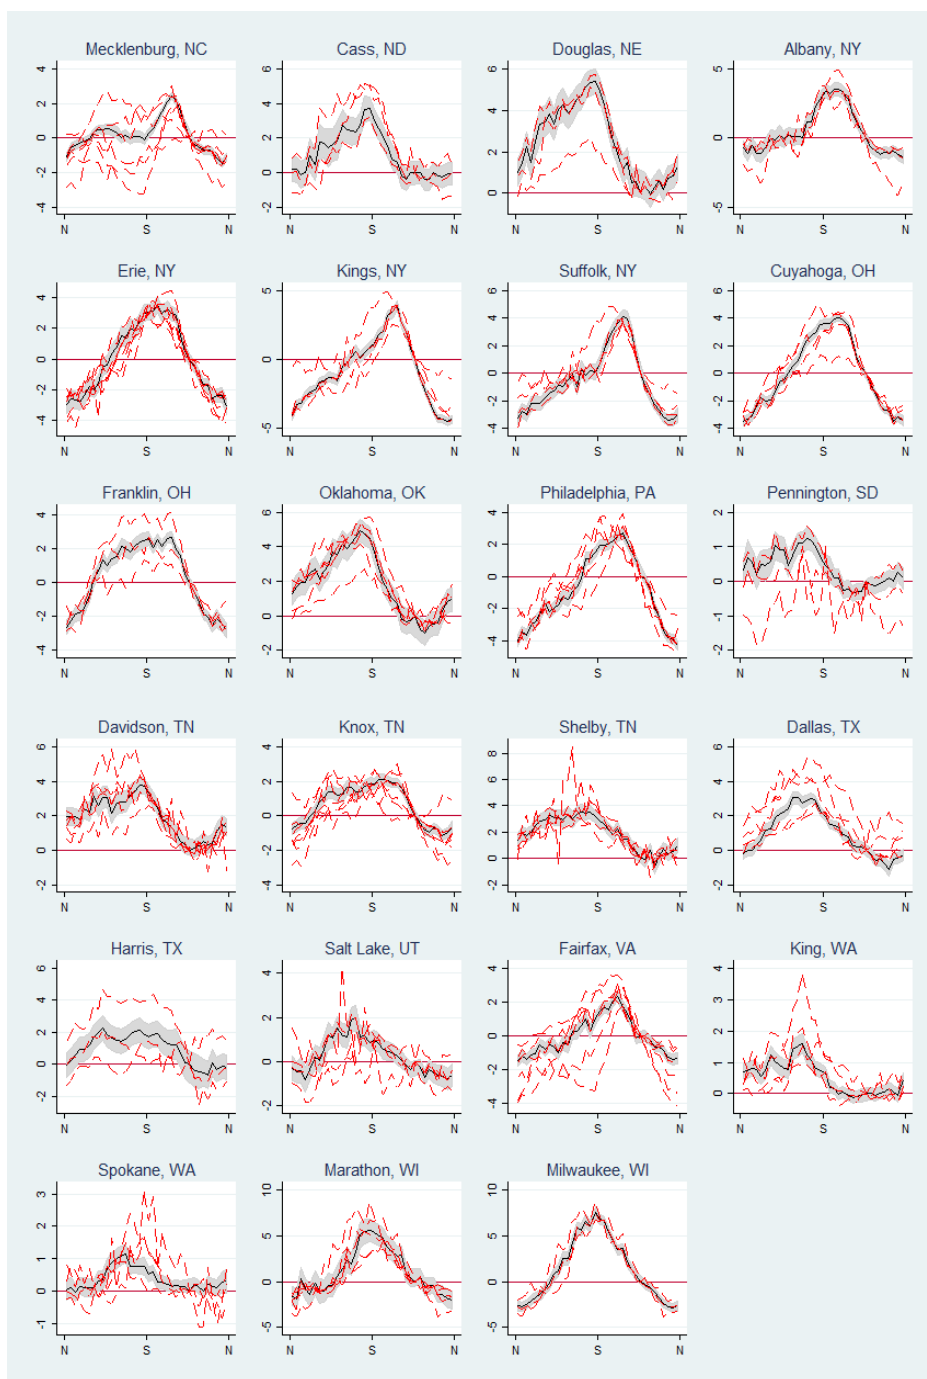 Mecklenburg, NC
4
2
0
-2
-4
N S N
Cass, ND
6
4
2
0
-2
N S N
Douglas, NE
6
4
2
0
N S N
Albany, NY
5
0
-5
N S N
Erie, NY
4
2
0
-2
-4
N S N
Kings, NY
5
0
-5
N S N
Suffolk, NY
6
4
2
0
-2
-4
N S N
Cuyahoga, OH
6
4
2
0
-2
-4
N S N
Franklin, OH
4
2
0
-2
-4
N S N
Oklahoma, OK
6
4
2
0
-2
N S N
Philadelphia, PA
4
2
0
-2
-4
N S N
Pennington, SD
2
1
0
-1
-2
N S N
Davidson, TN
6
4
2
0
-2
N S N
Knox, TN
4
2
0
-2
-4
N S N
Shelby, TN
8
6
4
2
0
-2
N S N
Dallas, TX
6
4
2
0
-2
N S N
Harris, TX
6
4
2
0
-2
N S N
Salt Lake, UT
4
2
0
-2
N S N
Fairfax, VA
4
2
0
-2
-4
N S N
King, WA
4
3
2
1
0
N S N
Spokane, WA
3
2
1
0
-1
N S N
Marathon, WI
10
5
0
-5
N S N
Milwaukee, WI
10
5
0
-5
N S N